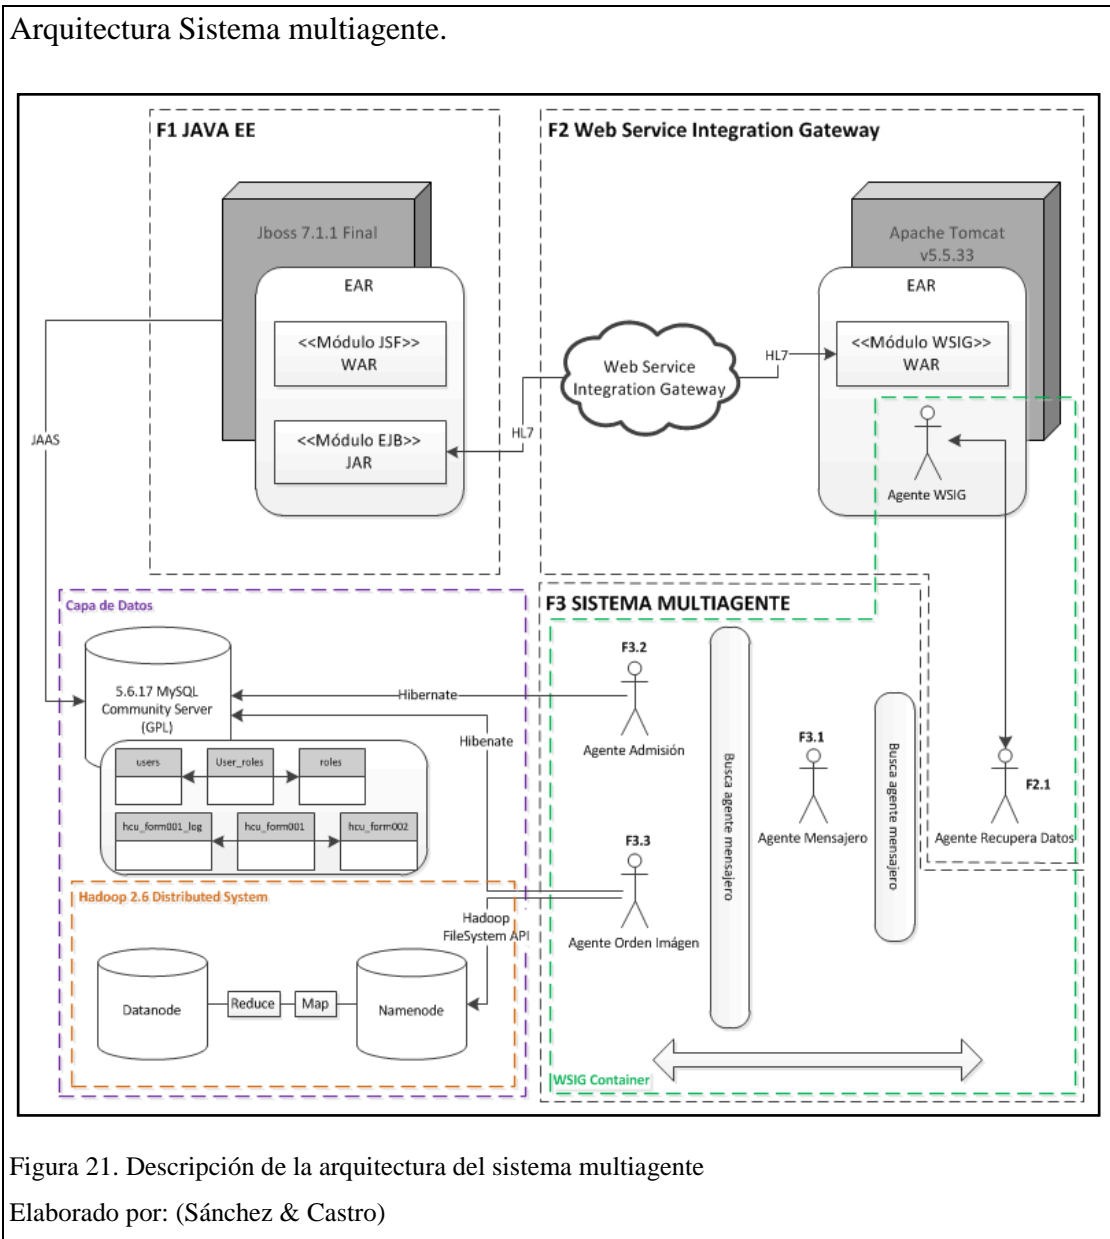 Arquitectura Sistema multiagente.
F1 JAVA EE
F2 Web Service Integration Gateway
Jboss 7.1.1 Final
EAR
<<Módulo JSF>>
WAR
<<Módulo EJB>>
JAR
JAAS
HL7
Web Service
Integration Gateway
HL7
Apache Tomcat
v5.5.33
EAR
<<Módulo WSIG>>
WAR
Agente WSIG
Capa de Datos
5.6.17 MySQL
Community Server
(GPL)
users
User_roles
roles
hcu_form001_log
hcu_form001
hcu_form002
Hibernate
Hibenate
Hadoop 2.6 Distributed System
Hadoop
FileSystem API
Datanode
Reduce
Map
Namenode
F3 SISTEMA MULTIAGENTE
F3.2
Agente Admisión
F3.3
Agente Orden Imágen
Busca agente mensajero
F3.1
Agente Mensajero
Busca agente mensajero
F2.1
Agente Recupera Datos
WSIG Container
Figura 21. Descripción de la arquitectura del sistema multiagente
Elaborado por: (Sánchez & Castro)